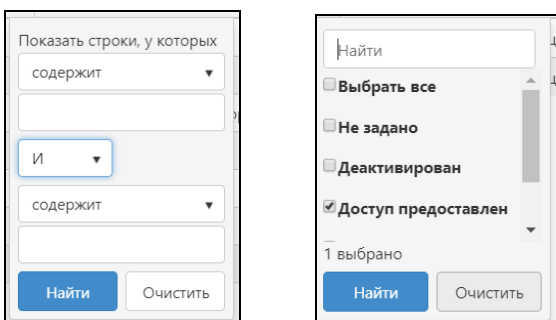 Показать строки, у которых
содержит
И
содержит
Найти Очистить
Найти
Выбрать все
Не задано
Деактивирован
Доступ предоставлен
1 выбрано
Найти Очистить